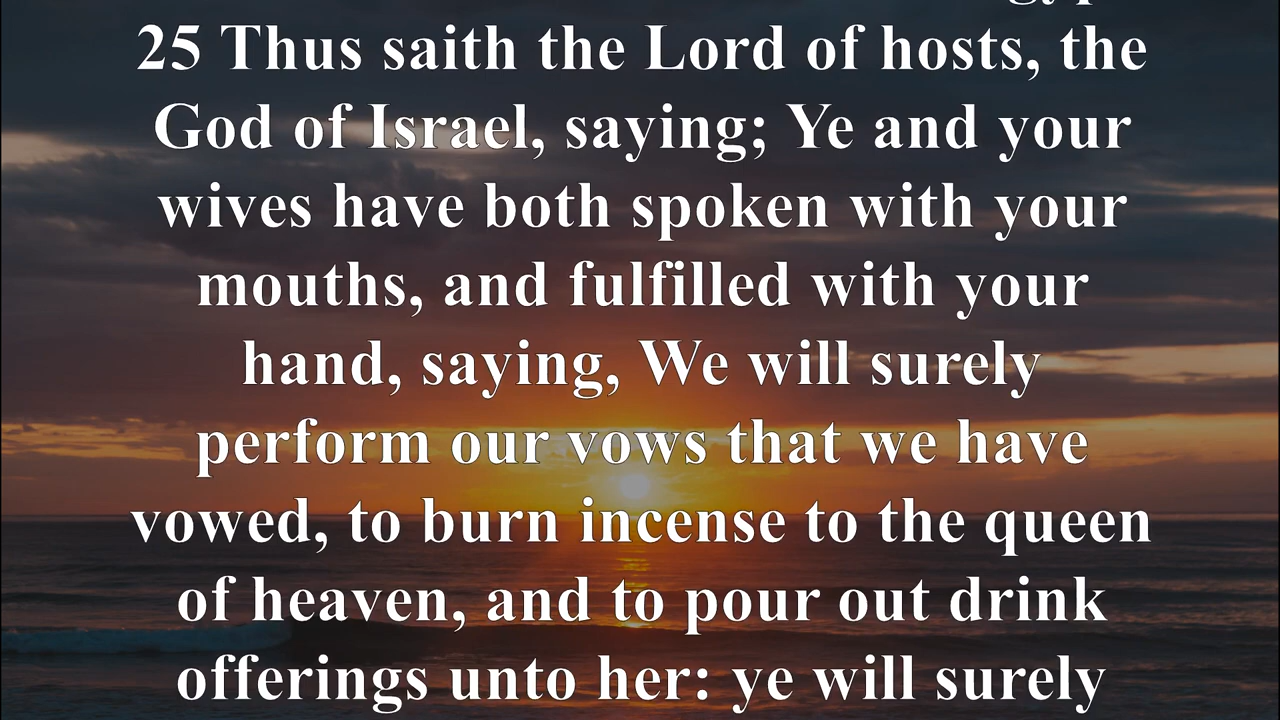 25 Thus saith the Lord of hosts, the
God of Israel, saying; Ye and your
wives have both spoken with your
mouths, and fulfilled with your
hand, saying, We will surely
perform our vows that we have
vowed, to burn incense to the queen
of heaven, and to pour out drink
offerings unto her: ye will surely